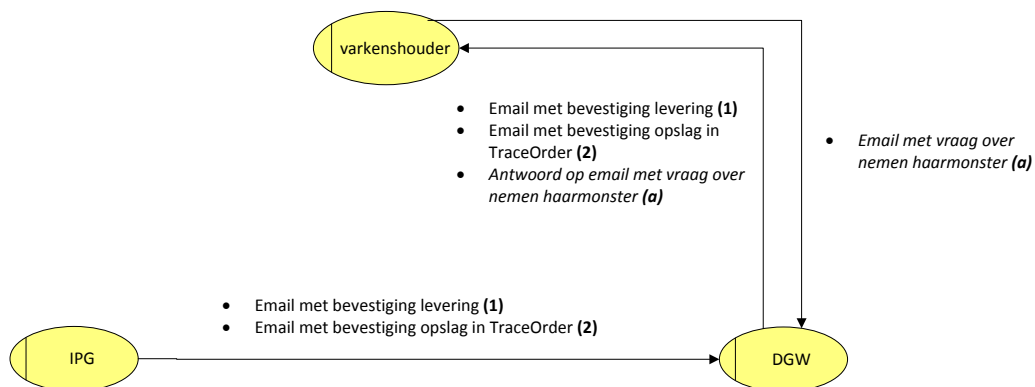 varkenshouder
• Email met bevestiging levering (1)
• Email met bevestiging opslag in
TraceOrder (2)
• Antwoord op email met vraag over
nemen haarmonster (a)
• Email met vraag over
nemen haarmonster (a)
• Email met bevestiging levering (1)
• Email met bevestiging opslag in TraceOrder (2)
IPG
DGW